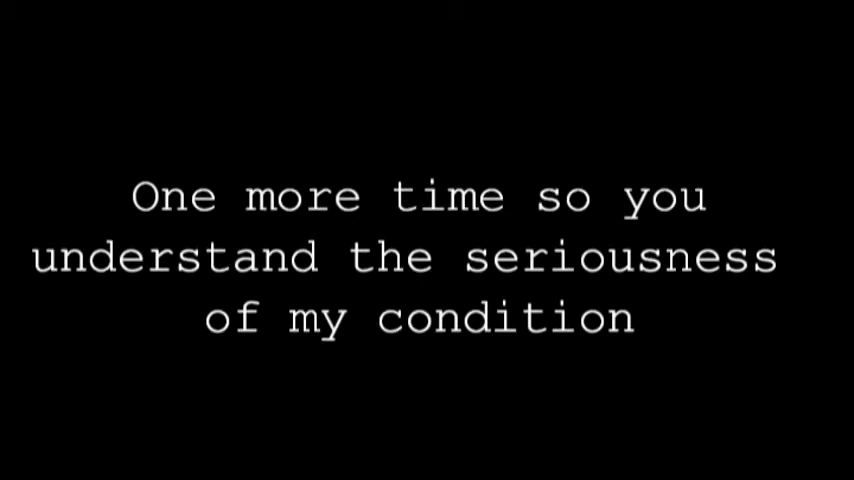 One more time so you
understand the seriousness
of my condition